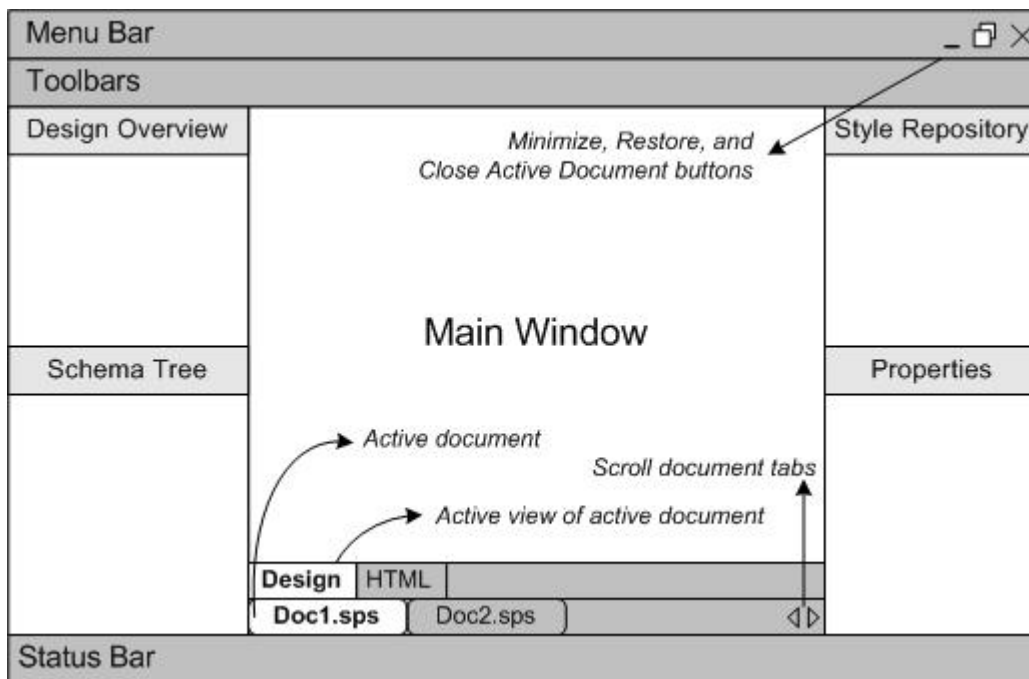 Menu Bar
Toolbars
Design Overview
Style Repository
Minimize, Restore, and
Close Active Document buttons
Main Window
Schema Tree
Properties
Active document
Scroll document tabs
Active view of active document
Design HTML
Doc1.sps Doc2.sps
Status Bar